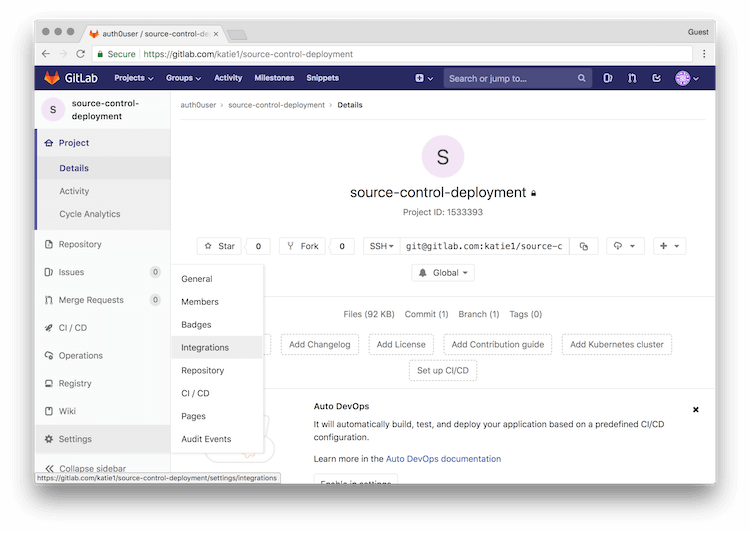 auth0user / source-control-dep
Guest
Secure
https://gitlab.com/katie1/source-control-deployment
GitLab
Projects
Groups
Activity
Milestones
Snippets
Search or jump to...
S
source-control-
deployment
Project
Details
Activity
Cycle Analytics
Repository
Issues
0
Merge Requests
0
CI / CD
Operations
Registry
Wiki
Settings
Collapse sidebar
https://gitlab.com/katie1/source-control-deployment/settings/integrations
General
Members
Badges
Integrations
Repository
CI / CD
Pages
Audit Events
auth0user › source-control-deployment › Details
S
source-control-deployment
Project ID: 1533393
Star
0
Fork
0
SSH
git@gitlab.com:katie1/source-c
Global
Files (92 KB)
Commit (1)
Branch (1)
Tags (0)
Add Changelog
Add License
Add Contribution guide
Add Kubernetes cluster
Set up CI/CD
Auto DevOps
It will automatically build, test, and deploy your application based on a predefined CI/CD
configuration.
Learn more in the Auto DevOps documentation
Enable in settings